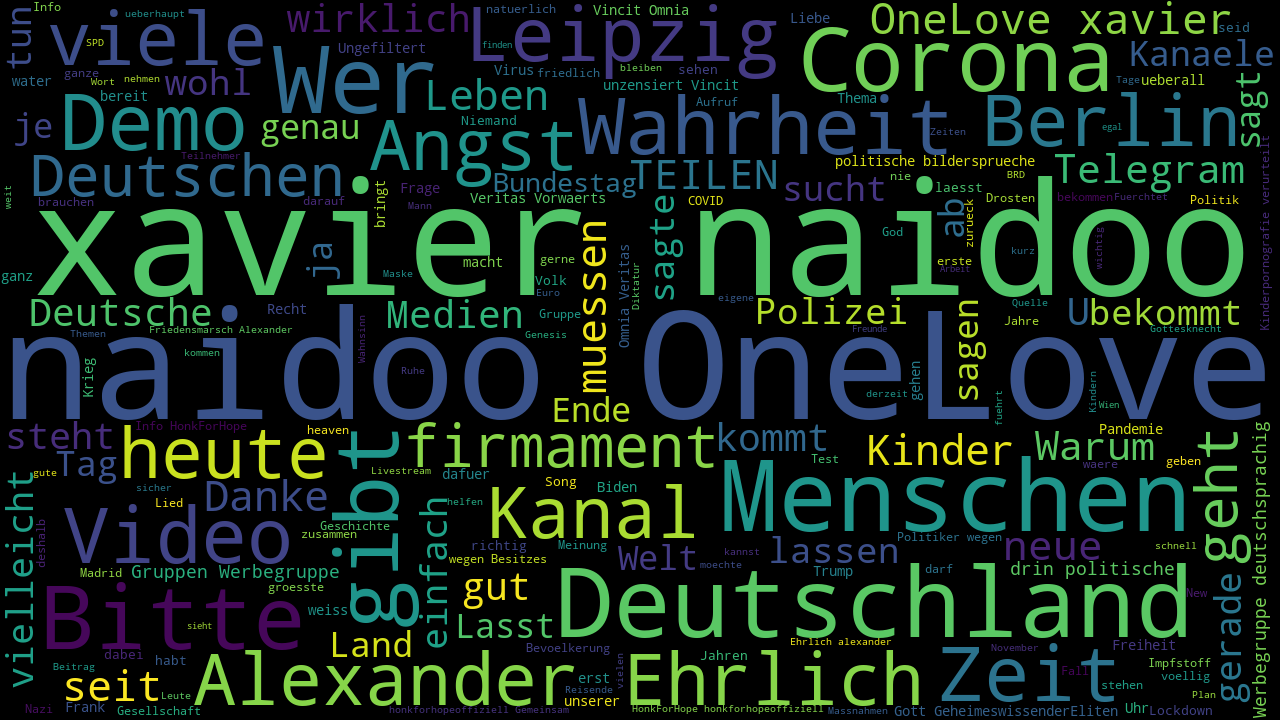 Info
ueberhaupt
tun
viele
SPD
wirklich
natuerlich
Leipzig
finden
Vincit Omnia
Liebe
OneLove xavier
seid
Corona
Kanaele
Ungefiltert
Wer
ganze
Wort
nehmen
water
wohl
Virus
friedlich
bleiben
sehen
unzensiert Vincit
Tage
ueberall
bereit
Leben
Aufruf
Thema
Demo
je
genau
Niemand
Angst
Wahrheit
Zeiten
Berlin
egal
sagt
Teilnehmer
Deutschen
Bundestag
TEILEN
politische bildersprueche
Telegram
weit
brauchen
darauf
bringt
Frage
Mann
Veritas Vorwaerts
COVID
sucht
nie
BRD
laesst
Drosten
bekommen
Fuerchtet
Politik
Kinderpornografie verurteilt
xavier naidoo
ja
sagte
God
ab
zurueck
kurz
wichtig
ganz
Maske
macht
gerne
Volk
Euro
erste
Arbeit
Omnia Veritas
Diktatur
eigene
Quelle
Deutsche
Recht
Medien
Gruppe
muessen
Polizei
Jahre
U
bekommt
Friedensmarsch Alexander
Themen
Genesis
Freunde
sagen
Gottesknecht
kommen
Wahnsinn
naidoo OneLove
Krieg
Ruhe
gehen
derzeit
fuehrt
Kindern
Wien
Ende
steht
Info HonkForHope
heaven
heute
gibt
firmament
kommt
Kinder
Pandemie
Warum
gute
Tag
Livestream
dafuer
Test
waere
geben
geht
sicher
Danke
Lied
Song
Biden
Kanal
Menschen
helfen
vielleicht
deshalb
Video
Geschichte
zusammen
einfach
richtig
Meinung
Welt
kannst
lassen
Politiker wegen
neue
schnell
Madrid
Gruppen Werbegruppe
wegen Besitzes
moechte
Trump
darf
drin politische
groesste
weiss
gut
Deutschland
New
gerade
Werbegruppe deutschsprachig
Bitte
sieht
Lasst
Land
Ehrlich alexander
Bevoelkerung
Jahren
November
Freiheit
dabei
habt
Beitrag
vielen
Impfstoff
Fall
voellig
seit
Leute
Alexander
erst
Reisende
unserer
Ehrlich
Zeit
stehen
Plan
Nazi
Frank
Gesellschaft
honkforhopeoffiziell Gemeinsam
HonkForHope honkforhopeoffiziell
Massnahmen
Gott GeheimeswissenderEliten
Uhr
Lockdown